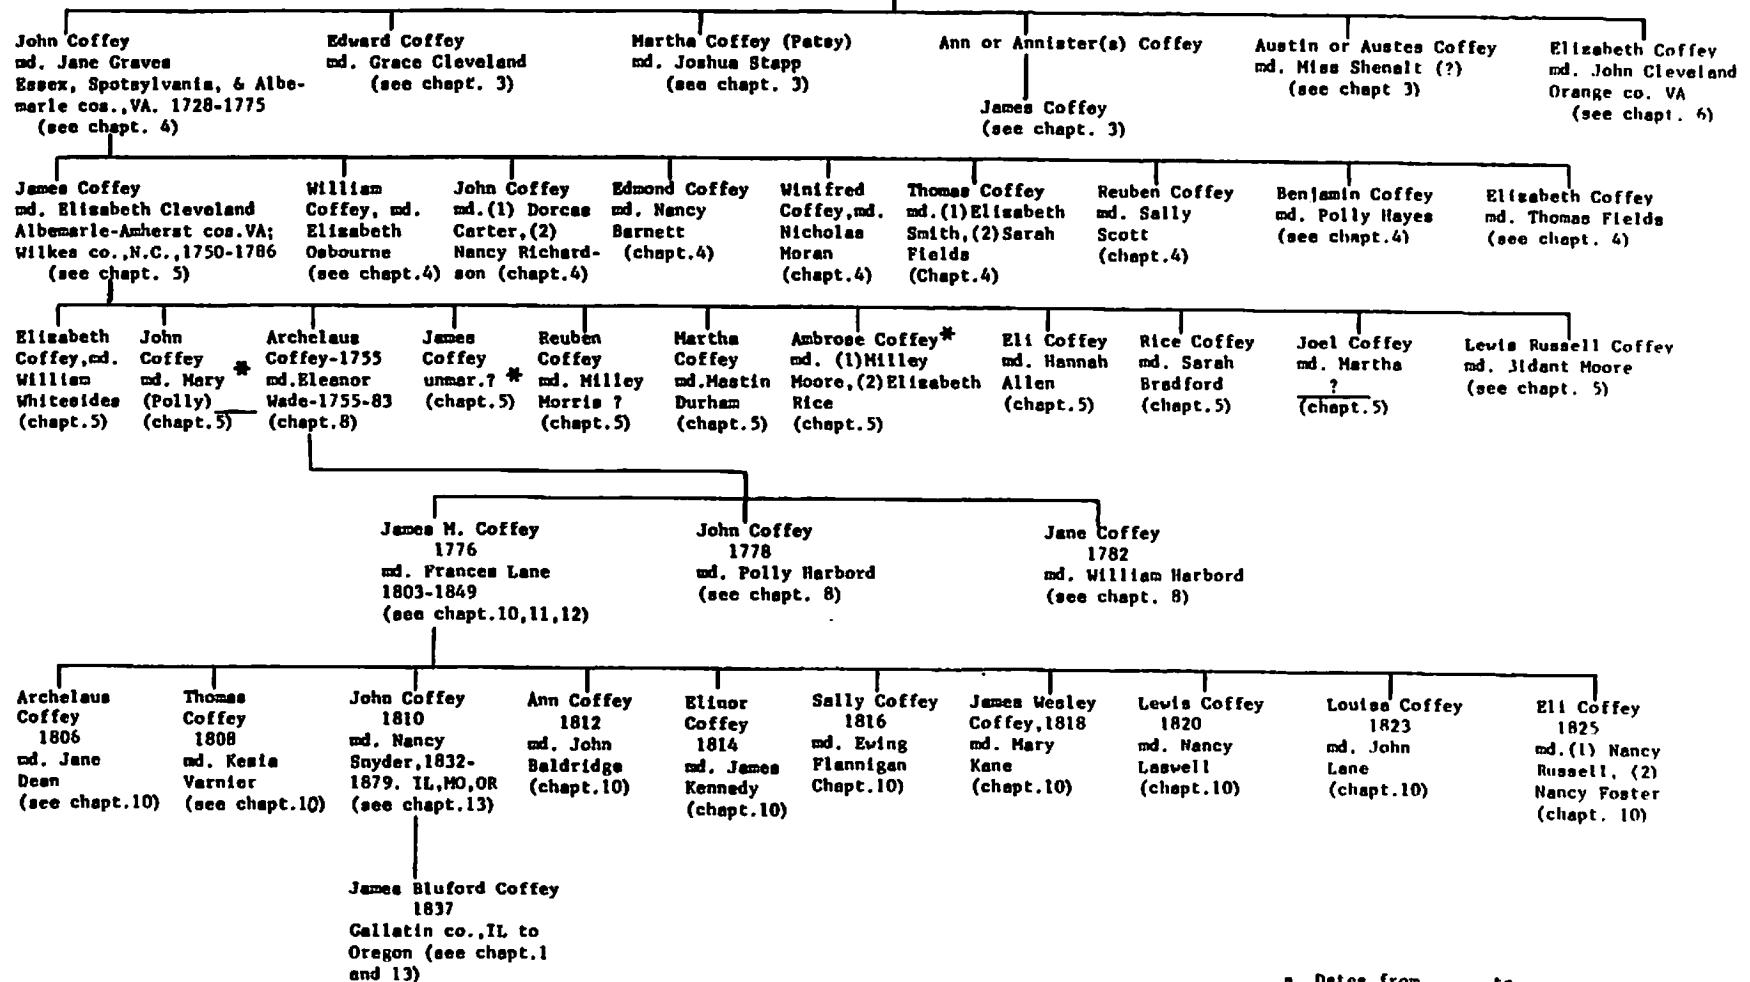 John Coffey
md. Jane Graves
Essex, Spotsylvania, & Albe-
marle cos.,VA. 1728-1775
(see chapt. 4)
Edward Coffey
md. Grace Cleveland
(see chapt. 3)
Martha Coffey (Patsy)
md. Joshua Stapp
(see chapt. 3)
Ann or Annister(s) Coffey
James Coffey
(see chapt. 3)
Austin or Austes Coffey
md. Miss Shenalt (?)
(see chapt 3)
Elizabeth Coffey
md. John Cleveland
Orange co. VA
(see chapt. 6)
James Coffey
md. Elizabeth Cleveland
Albemarle-Amherst cos.VA;
Wilkes co.,N.C.,1750-1786
(see chapt. 5)
William
Coffey, md.
Elizabeth
Osbourne
(see chapt.4)
John Coffey
md.(1) Dorcas
Carter,(2)
Nancy Richard-
son (chapt.4)
Edmond Coffey
md. Nancy
Barnett
(chapt.4)
Winifred
Coffey,md.
Nicholas
Moran
(chapt.4)
Thomas Coffey
md.(1)Elizabeth
Smith,(2)Sarah
Fields
(Chapt.4)
Reuben Coffey
md. Sally
Scott
(chapt.4)
Benjamin Coffey
md. Polly Hayes
(see chapt.4)
Elizabeth Coffey
md. Thomas Fields
(see chapt. 4)
Elizabeth
Coffey,md.
William
Whitesides
(chapt.5)
John
Coffey *
md. Mary
(Polly)___
(chapt.5)
Archelaus
Coffey-1755
md.Eleanor
Wade-1755-83
(chapt.8)
James
Coffey
unmar.? *
(chapt.5)
Reuben
Coffey
md. Milley
Morris ?
(chapt.5)
Martha
Coffey
md.Mastin
Durham
(chapt.5)
Ambrose Coffey*
md. (1)Milley
Moore,(2)Elizabeth
Rice
(chapt.5)
Eli Coffey
md. Hannah
Allen
(chapt.5)
Rice Coffey
md. Sarah
Bradford
(chapt.5)
Joel Coffey
md. Martha
?
(chapt.5)
Lewis Russell Coffey
md. Jidant Moore
(see chapt. 5)
James M. Coffey
1776
md. Frances Lane
1803-1849
(see chapt.10,11,12)
John Coffey
1778
md. Polly Harbord
(see chapt. 8)
Jane Coffey
1782
md. William Harbord
(see chapt. 8)
Archelaus
Coffey
1806
md. Jane
Dean
(see chapt.10)
Thomas
Coffey
1808
md. Kesia
Varnier
(see chapt.10)
John Coffey
1810
md. Nancy
Snyder,1832-
1879. IL,MO,OR
(see chapt.13)
Ann Coffey
1812
md. John
Baldridge
(chapt.10)
Elinor
Coffey
1814
md. James
Kennedy
(chapt.10)
Sally Coffey
1816
md. Ewing
Flannigan
Chapt.10)
James Wesley
Coffey,1818
md. Mary
Kane
(chapt.10)
Lewis Coffey
1820
md. Nancy
Laswell
(chapt.10)
Louisa Coffey
1823
md. John
Lane
(chapt.10)
Eli Coffey
1825
md.(1) Nancy
Russell, (2)
Nancy Foster
(chapt. 10)
James Bluford Coffey
1837
Gallatin co.,IL to
Oregon (see chapt.1
and 13)